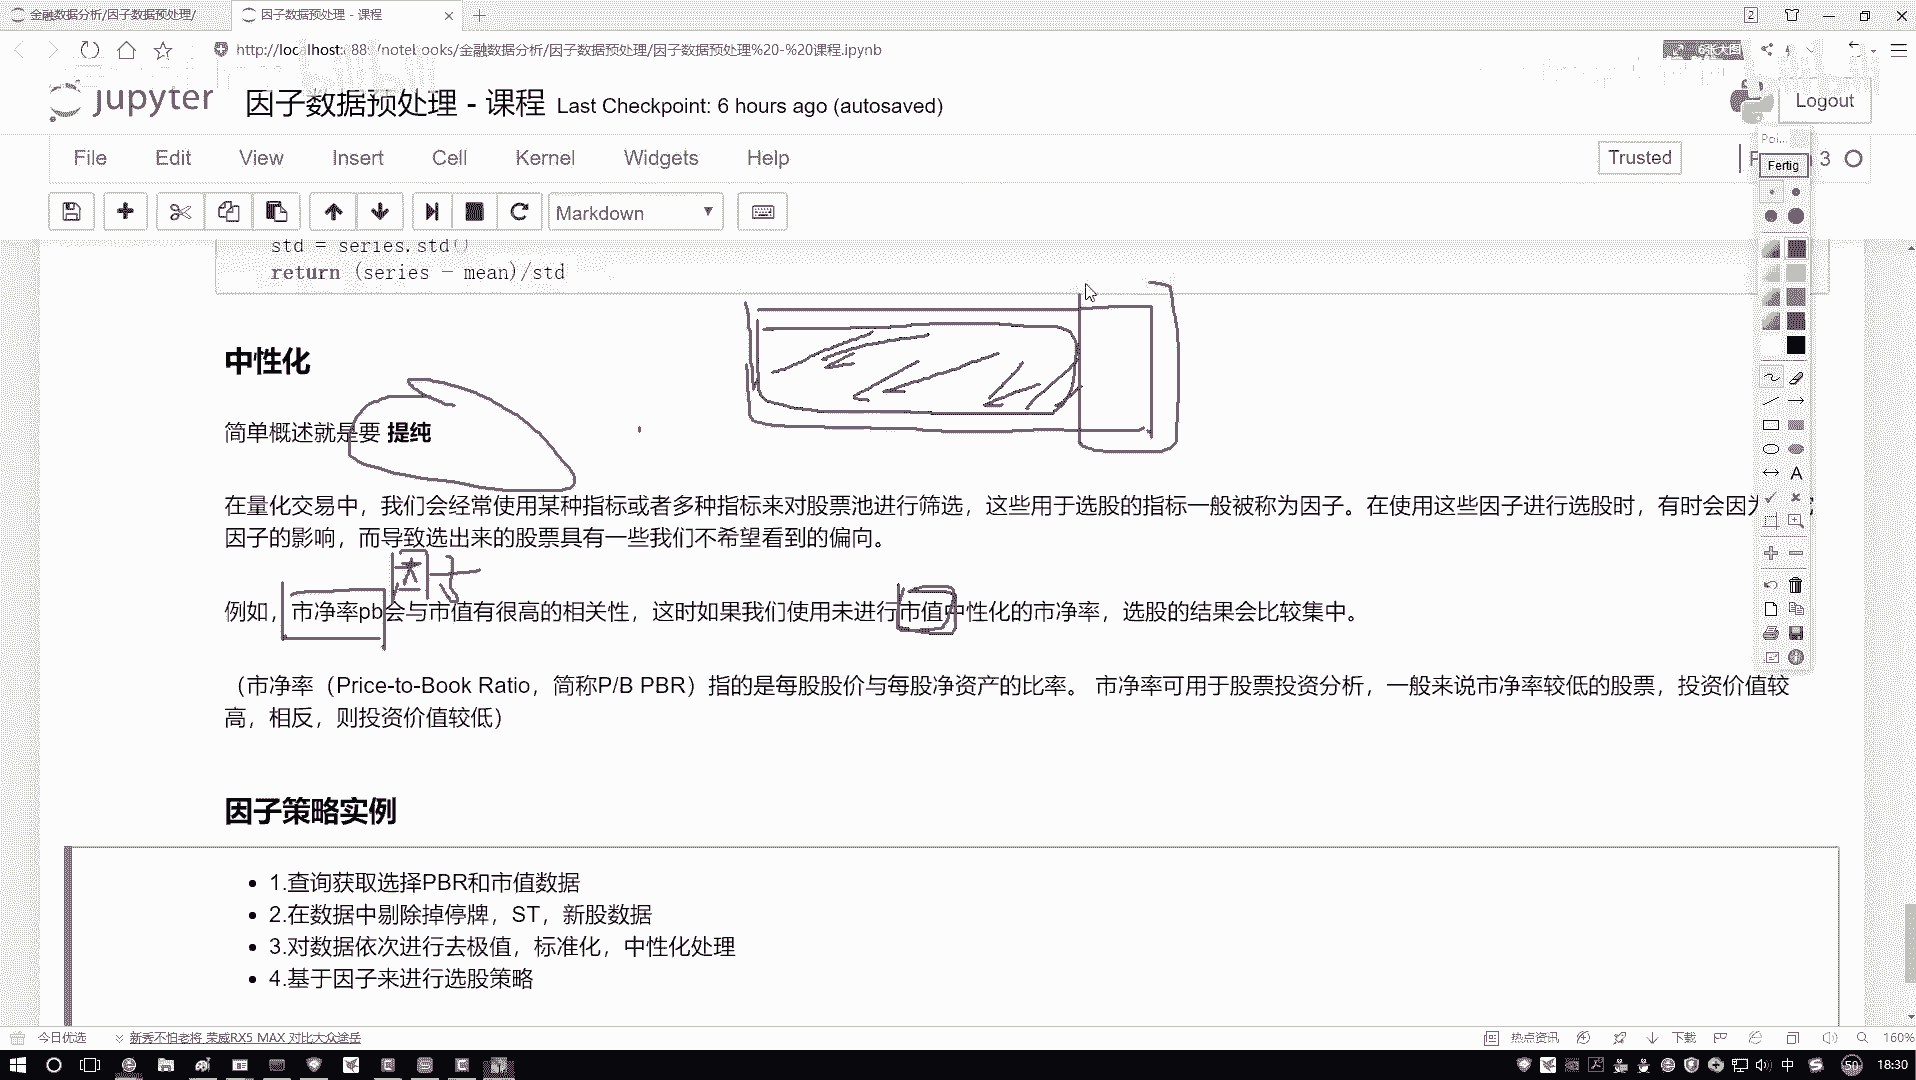 金融数据分析/因子数据预处理/
因子数据预处理 - 课程
2
http://localhost:88 /notebooks/金融数据分析/因子数据预处理/因子数据预处理%20-%20课程.ipynb
6张大图
jupyter
因子数据预处理 - 课程 Last Checkpoint: 6 hours ago (autosaved)
Logout
File Edit View Insert Cell Kernel Widgets Help
Trusted
3
Fertig
Markdown
std = series.std()
return (series - mean)/std
中性化
简单概述就是要 提纯
在量化交易中，我们会经常使用某种指标或者多种指标来对股票池进行筛选，这些用于选股的指标一般被称为因子。在使用这些因子进行选股时，有时会因为
因子的影响，而导致选出来的股票具有一些我们不希望看到的偏向。
因子
例如，市净率pb会与市值有很高的相关性，这时如果我们使用未进行市值中性化的市净率，选股的结果会比较集中。
（市净率（Price-to-Book Ratio，简称P/B PBR）指的是每股股价与每股净资产的比率。 市净率可用于股票投资分析，一般来说市净率较低的股票，投资价值较
高，相反，则投资价值较低）
因子策略实例
1.查询获取选择PBR和市值数据
2.在数据中剔除掉停牌，ST，新股数据
3.对数据依次进行去极值，标准化，中性化处理
4.基于因子来进行选股策略
今日优选 新秀不怕老将 荣威RX5 MAX 对比大众途岳
热点资讯 下载 160%
中 50 18:30